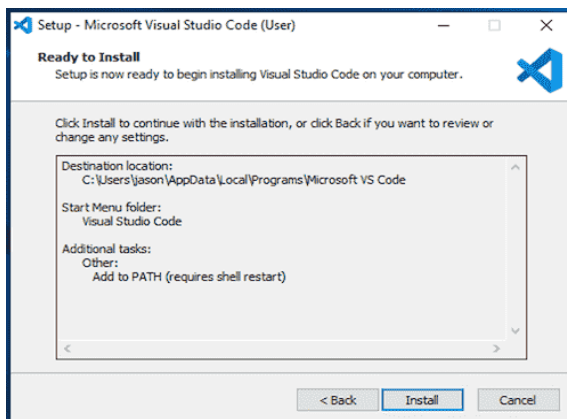 Setup - Microsoft Visual Studio Code (User)
Ready to Install
Setup is now ready to begin installing Visual Studio Code on your computer.
Click Install to continue with the installation, or click Back if you want to review or
change any settings.
Destination location:
C:\Users\jason\AppData\Local\Programs\Microsoft VS Code
Start Menu folder:
Visual Studio Code
Additional tasks:
Other:
Add to PATH (requires shell restart)
< Back
Install
Cancel